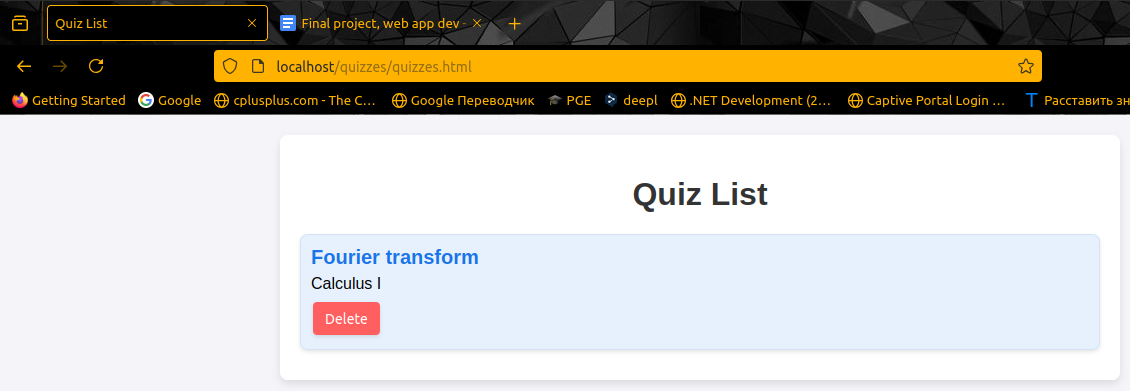 Quiz List
Final project, web app dev -
localhost/quizzes/quizzes.html
Getting Started
Google
cplusplus.com - The C…
Google Переводчик
PGE
deepl
.NET Development (2…
Captive Portal Login …
Расставить зн
Quiz List
Fourier transform
Calculus I
Delete